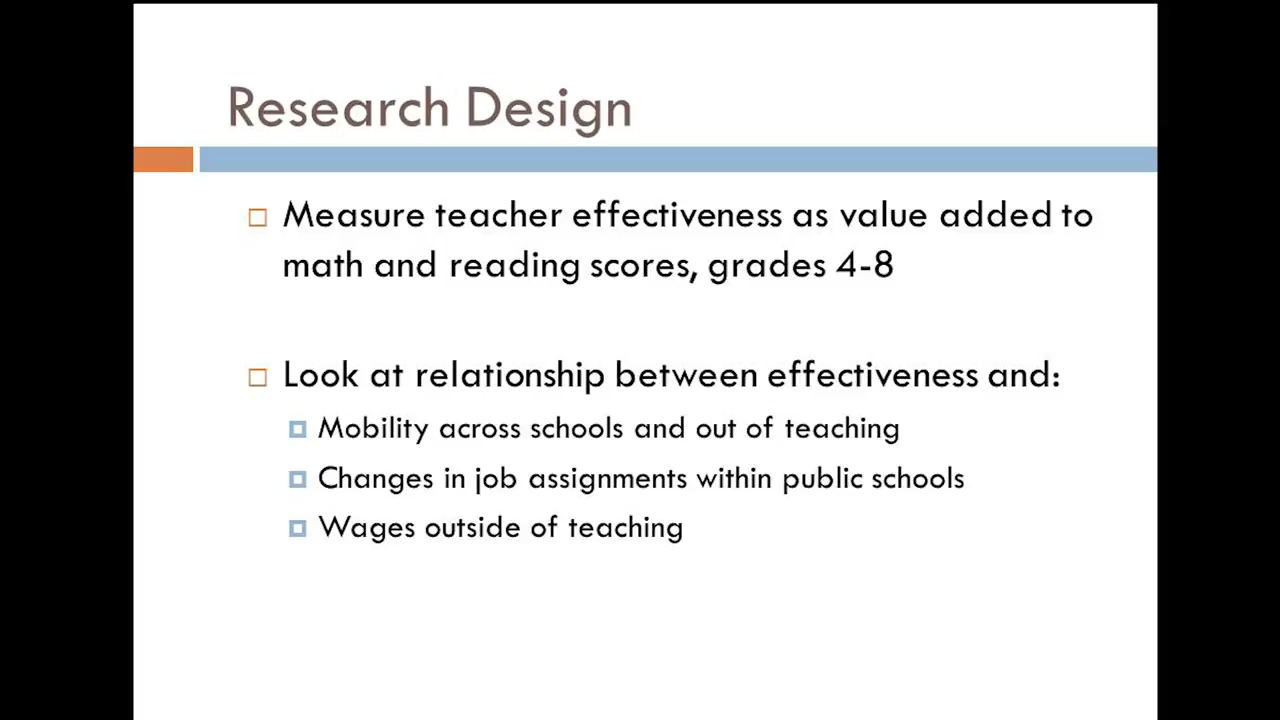 Research Design
Measure teacher effectiveness as value added to
math and reading scores, grades 4-8
Look at relationship between effectiveness and:
Mobility across schools and out of teaching
Changes in job assignments within public schools
Wages outside of teaching